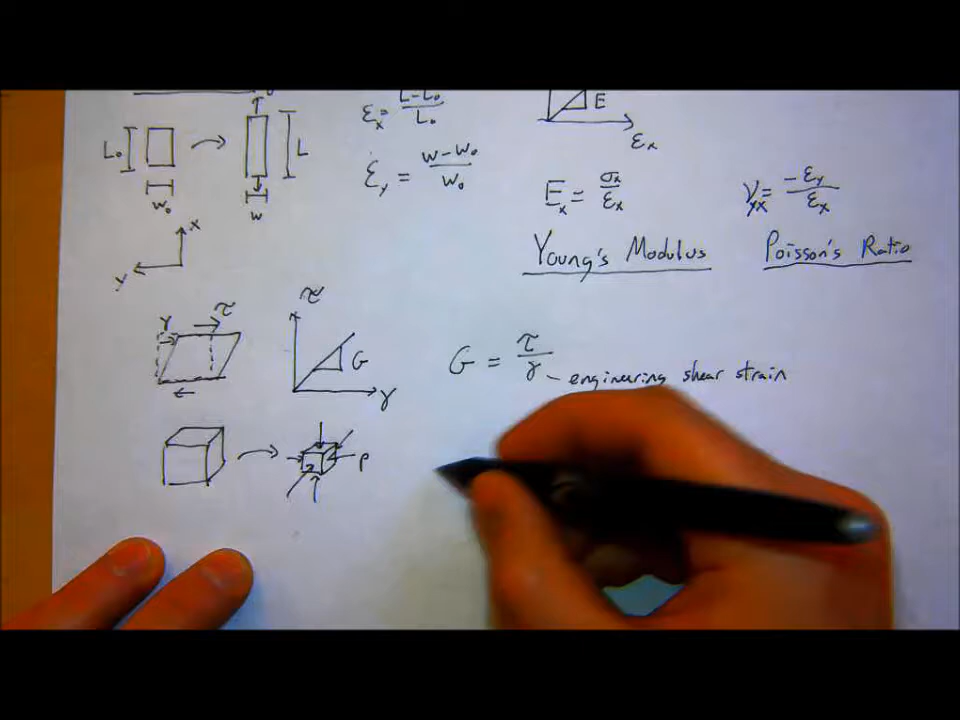 εx = L-L₀/L₀
E
εx
L₀
L
w₀
w
εy = w-w₀/w₀
Ex = σx/εx
νyx = -εy/εx
x
y
Young's Modulus
Poisson's Ratio
γ
τ
τ
G
γ
G = τ/γ - engineering shear strain
P